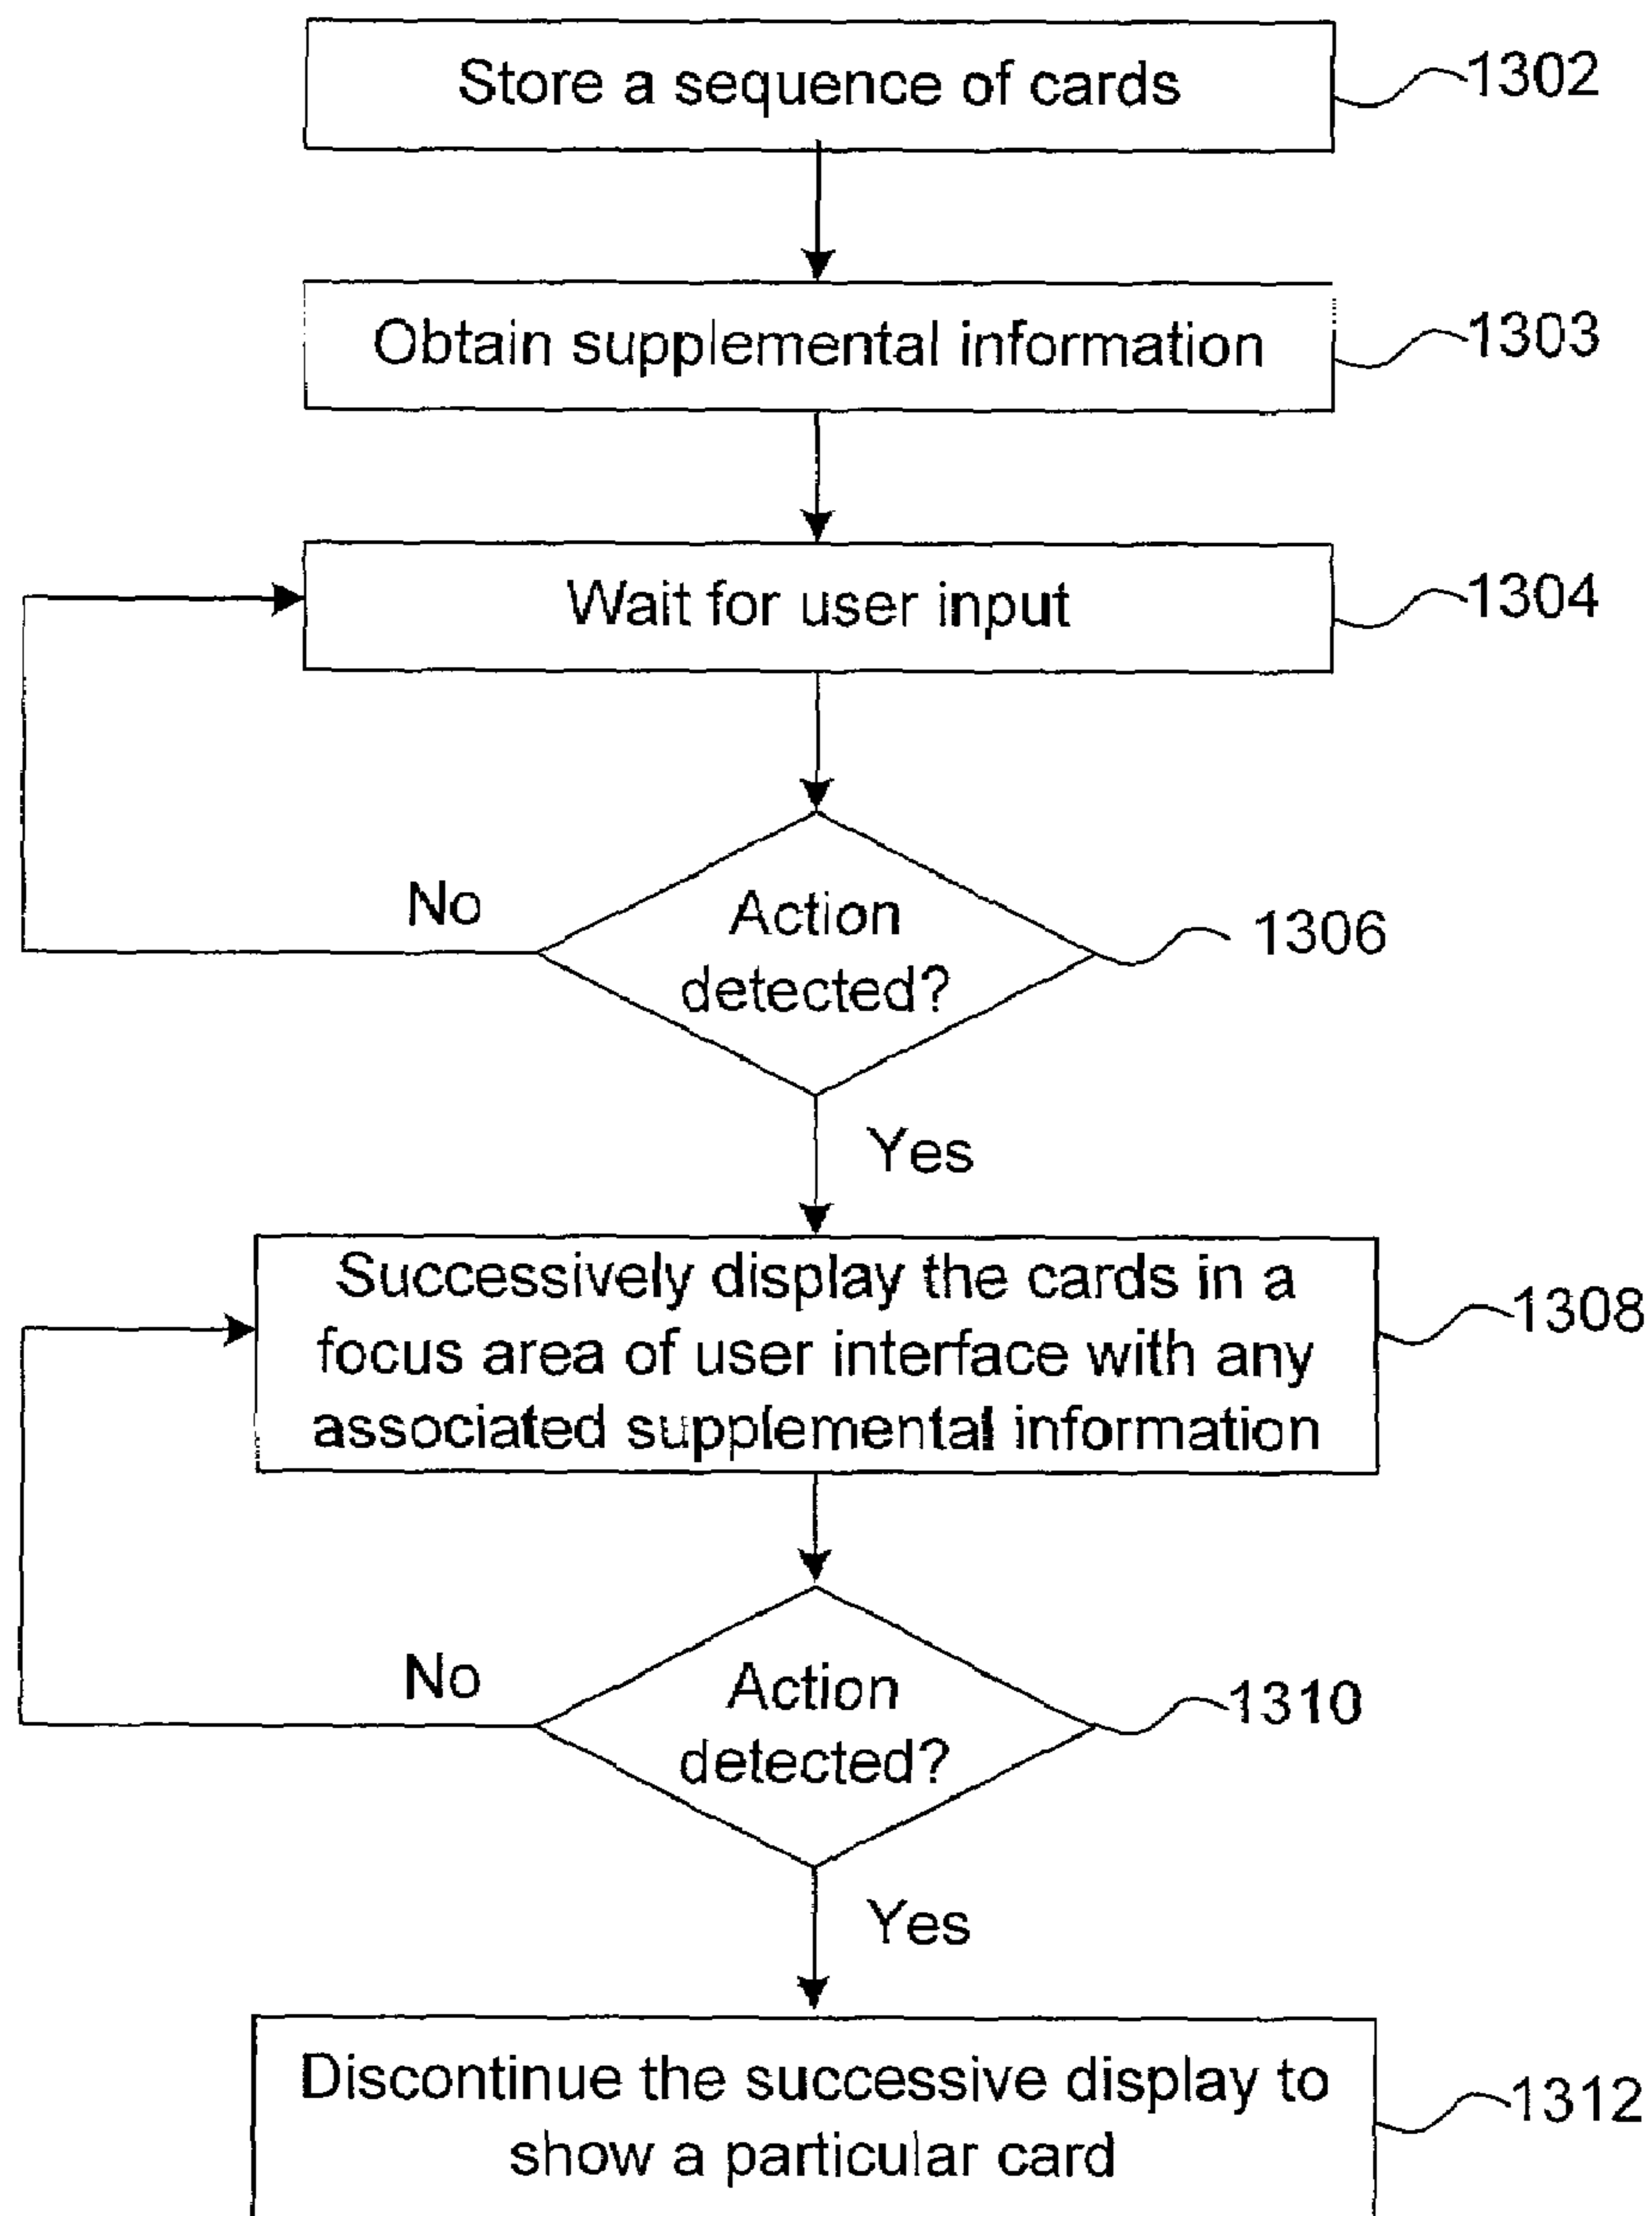 Store a sequence of cards
1302
Obtain supplemental information
1303
Wait for user input
1304
No
Action
detected?
1306
Yes
Successively display the cards in a
focus area of user interface with any
associated supplemental information
1308
No
Action
detected?
1310
Yes
Discontinue the successive display to
show a particular card
1312